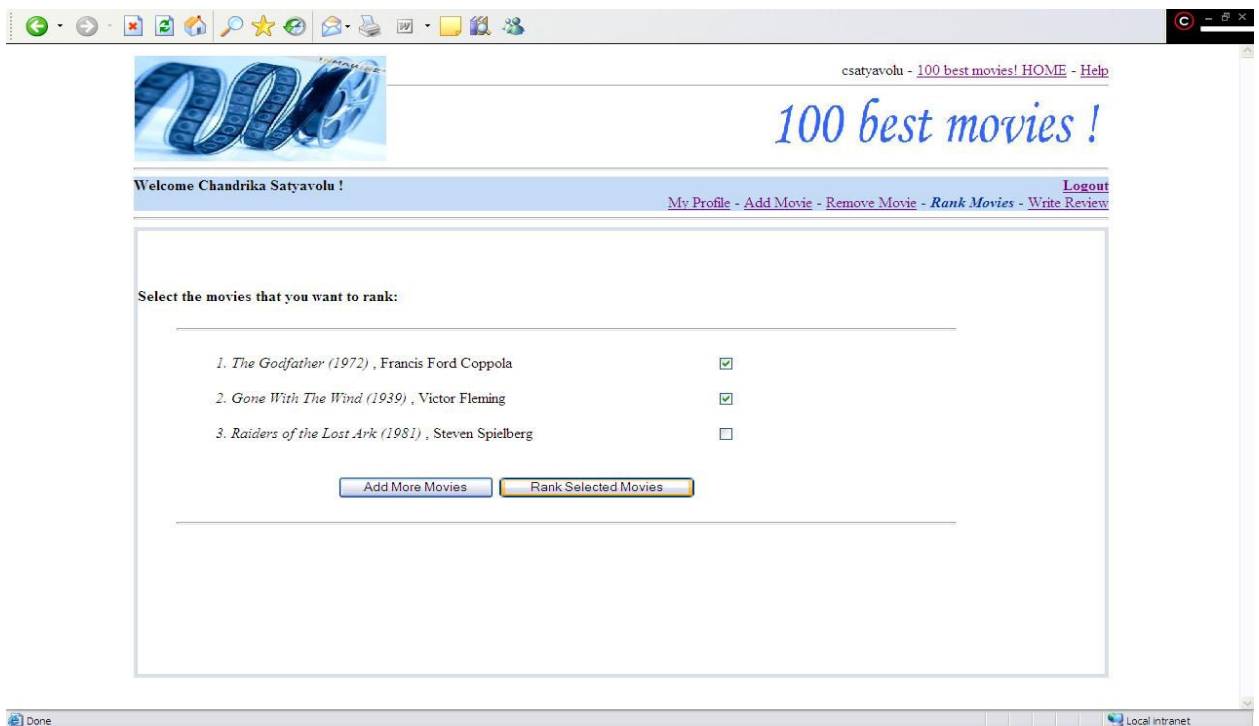 csatyavolu - 100 best movies! HOME - Help
100 best movies !
Welcome Chandrika Satyavolu !
Logout
My Profile - Add Movie - Remove Movie - Rank Movies - Write Review
Select the movies that you want to rank:
1. The Godfather (1972) , Francis Ford Coppola
2. Gone With The Wind (1939) , Victor Fleming
3. Raiders of the Lost Ark (1981) , Steven Spielberg
Add More Movies
Rank Selected Movies
Done
Local intranet